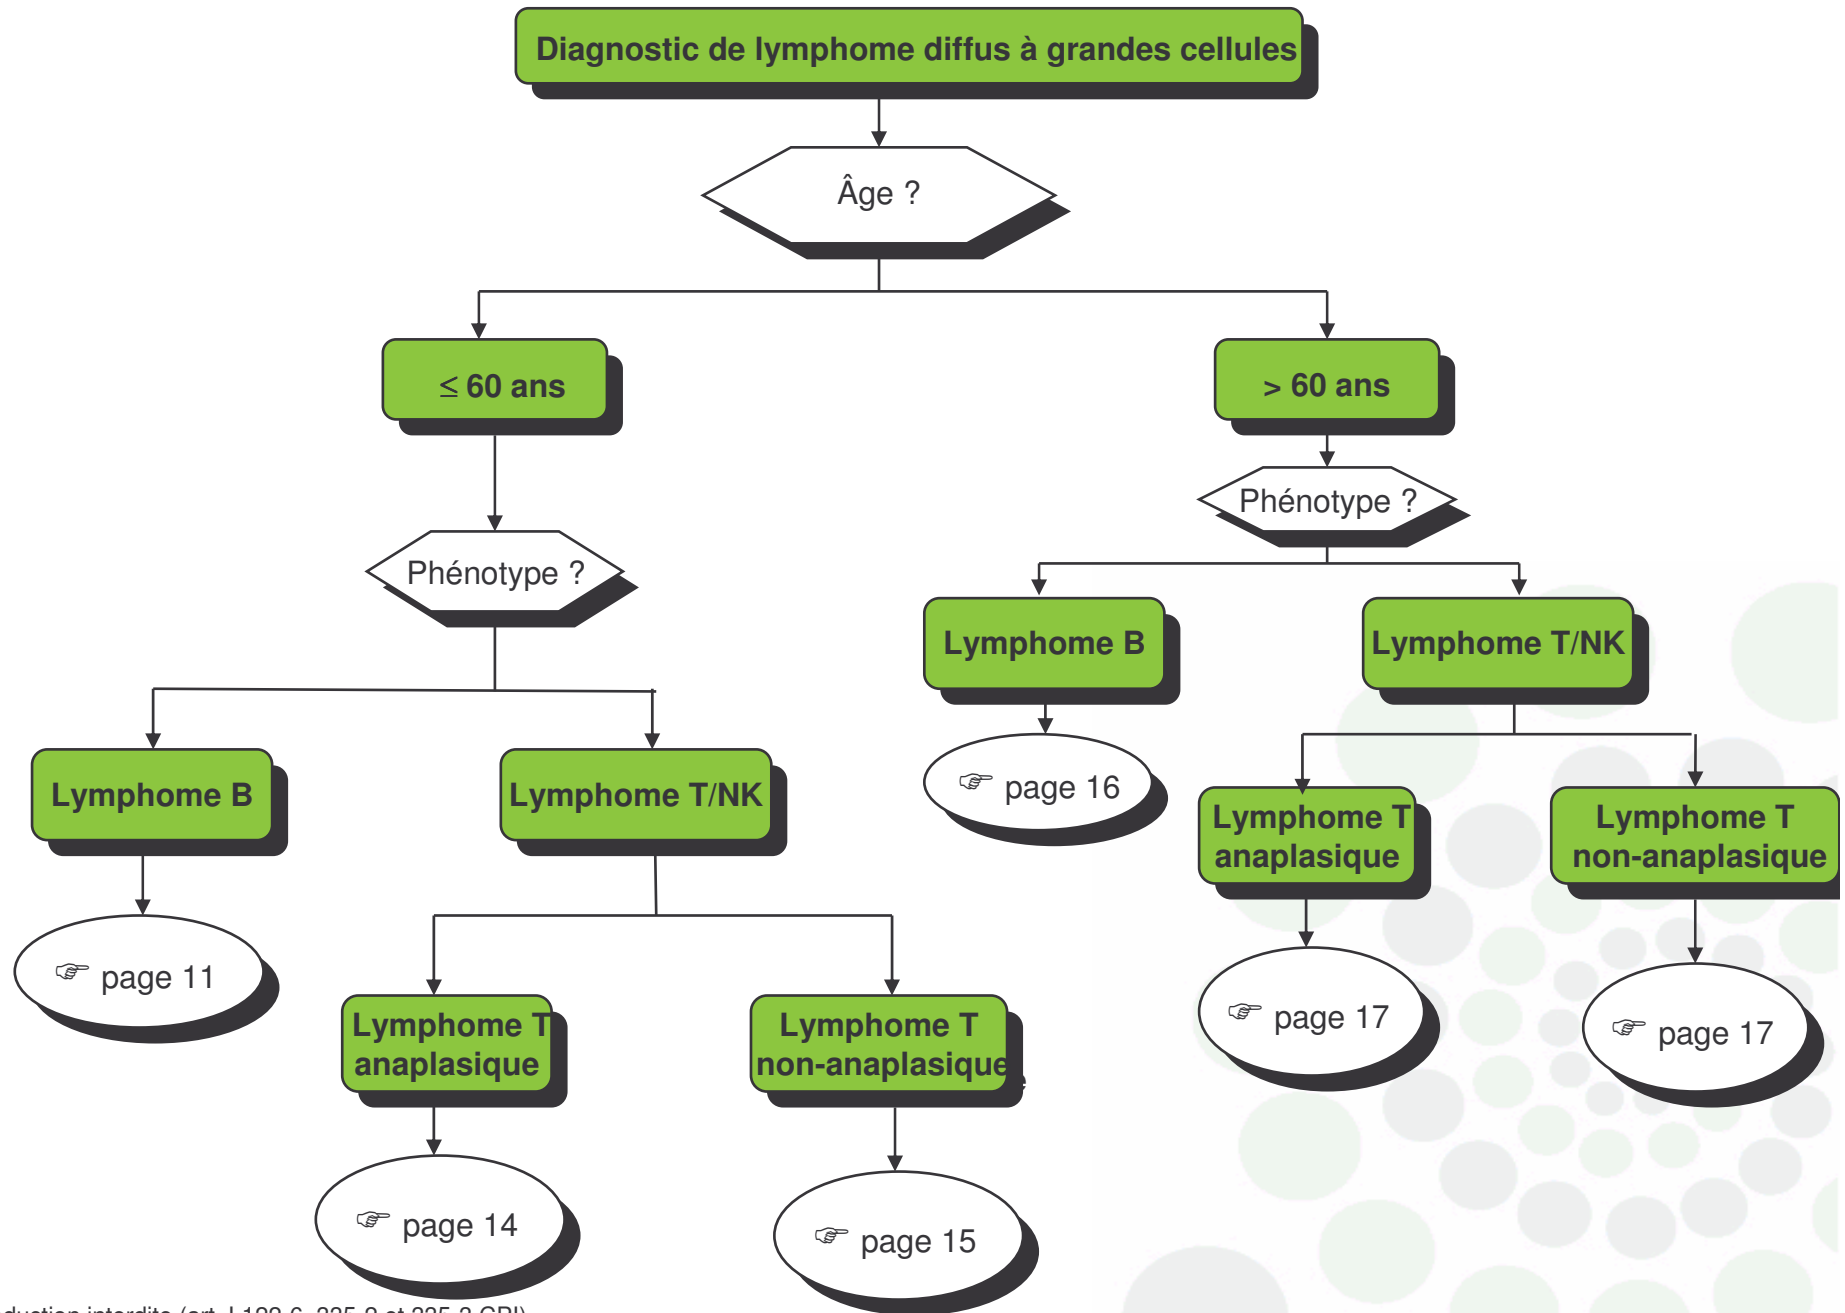 Diagnostic de lymphome diffus à grandes cellules
Âge ?
≤ 60 ans
> 60 ans
Phénotype ?
Phénotype ?
Lymphome B
Lymphome T/NK
Lymphome B
Lymphome T/NK
☞ page 16
Lymphome T
anaplasique
Lymphome T
non-anaplasique
☞ page 11
☞ page 17
☞ page 17
Lymphome T
anaplasique
Lymphome T
non-anaplasique
☞ page 14
☞ page 15